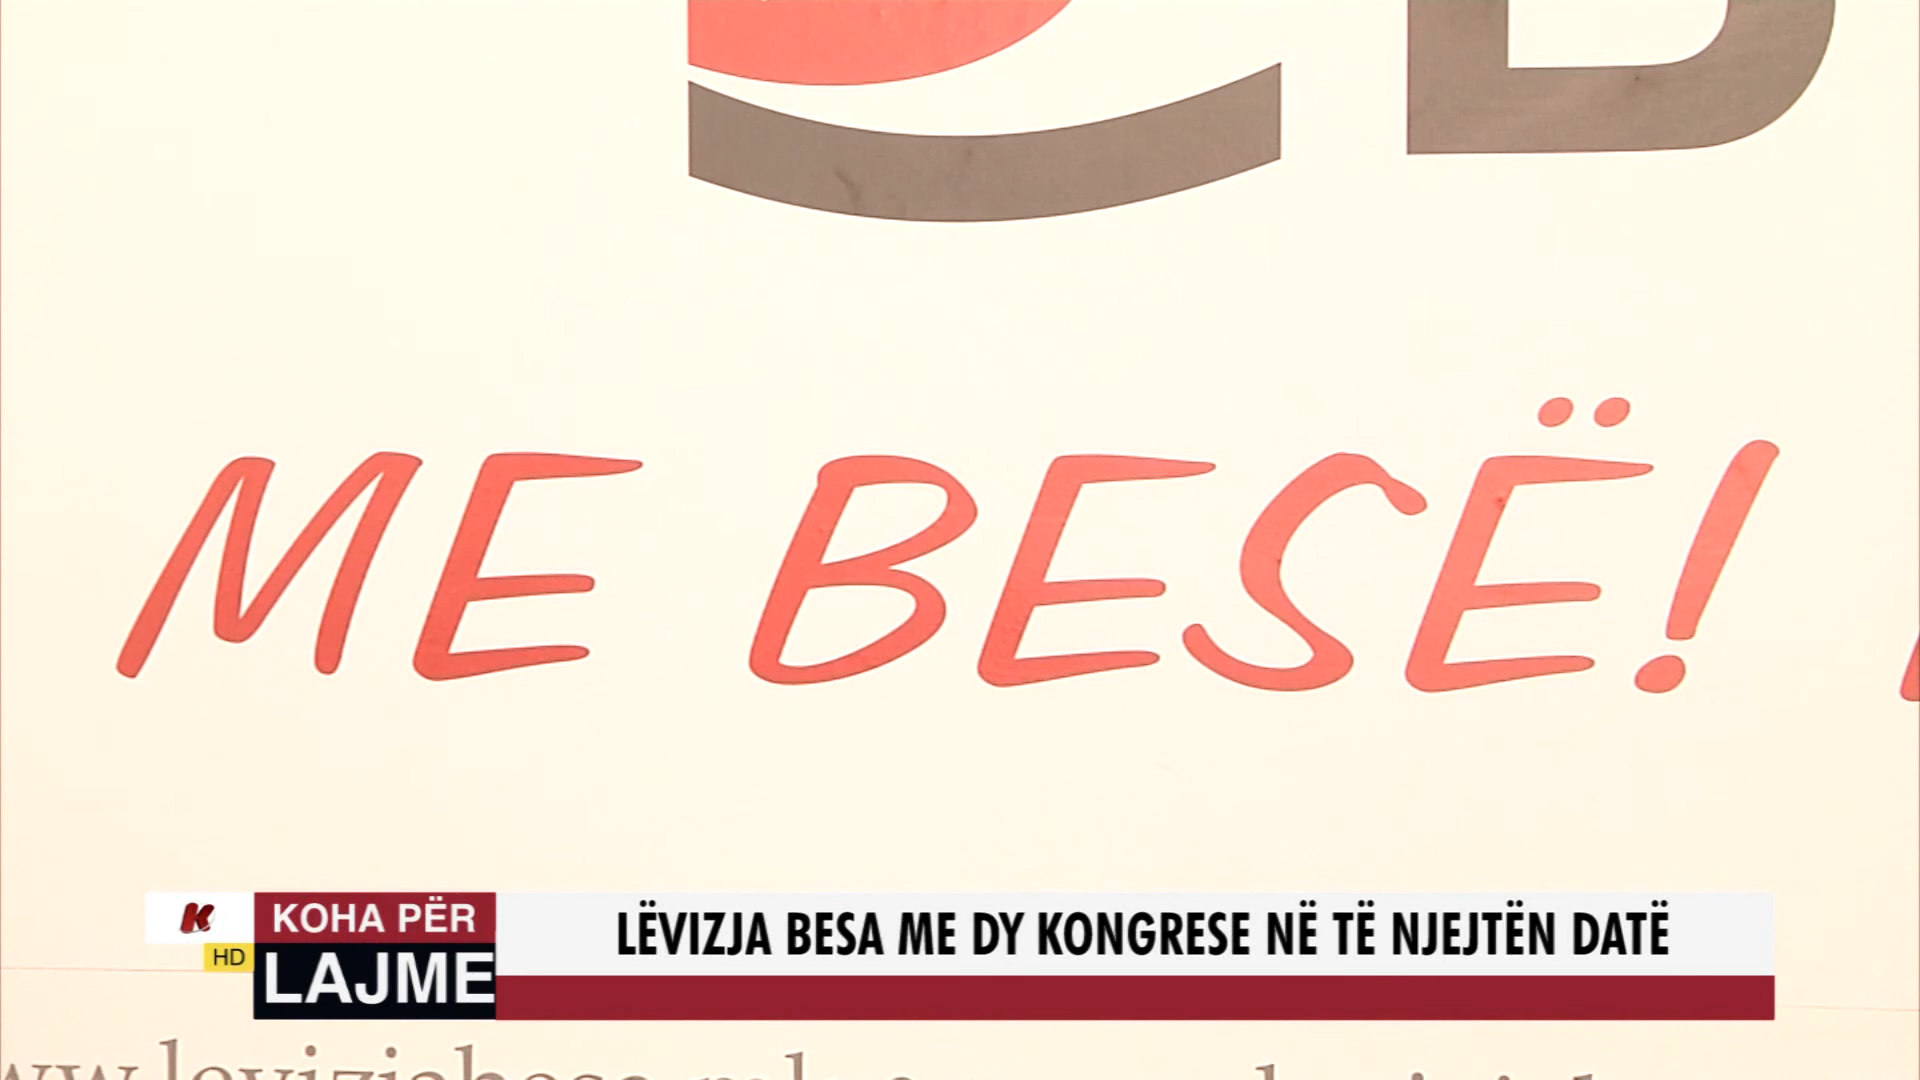 B
ME BESË!
K
KOHA PËR
HD
LAJME
LËVIZJA BESA ME DY KONGRESE NË TË NJEJTËN DATË